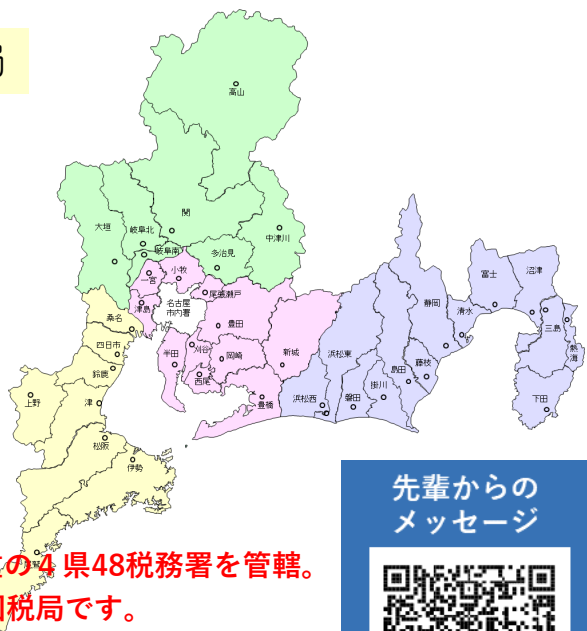 局
高山
大垣
岐阜北
関
岐阜南
多治見
中津川
一宮
小牧
尾張瀬戸
津島
名古屋
市内署
豊田
半田
刈谷
岡崎
西尾
新城
豊橋
桑名
四日市
鈴鹿
上野
津
松阪
伊勢
尾鷲
浜松東
浜松西
磐田
掛川
島田
藤枝
静岡
清水
富士
沼津
三島
熱海
下田
の4県48税務署を管轄。
国税局です。
先輩からの
メッセージ